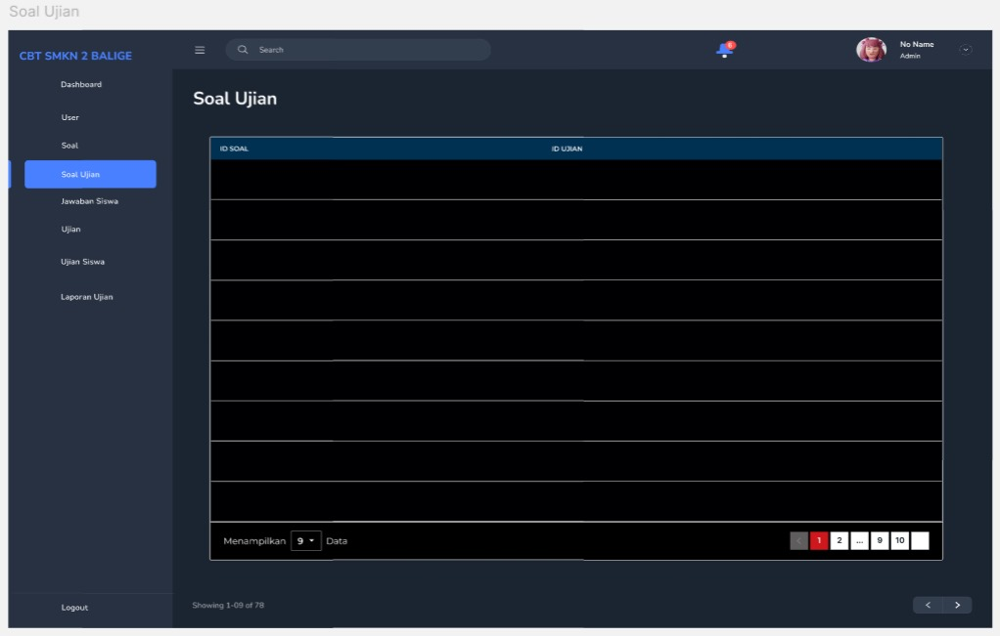 Soal Ujian
CBT SMKN 2 BALIGE
Search
6
No Name
Admin
Dashboard
User
Soal
Soal Ujian
Jawaban Siswa
Ujian
Ujian Siswa
Laporan Ujian
Logout
Soal Ujian
ID SOAL ID UJIAN
Menampilkan 9 Data
< 1 2 ... 9 10
Showing 1-09 of 78
< >